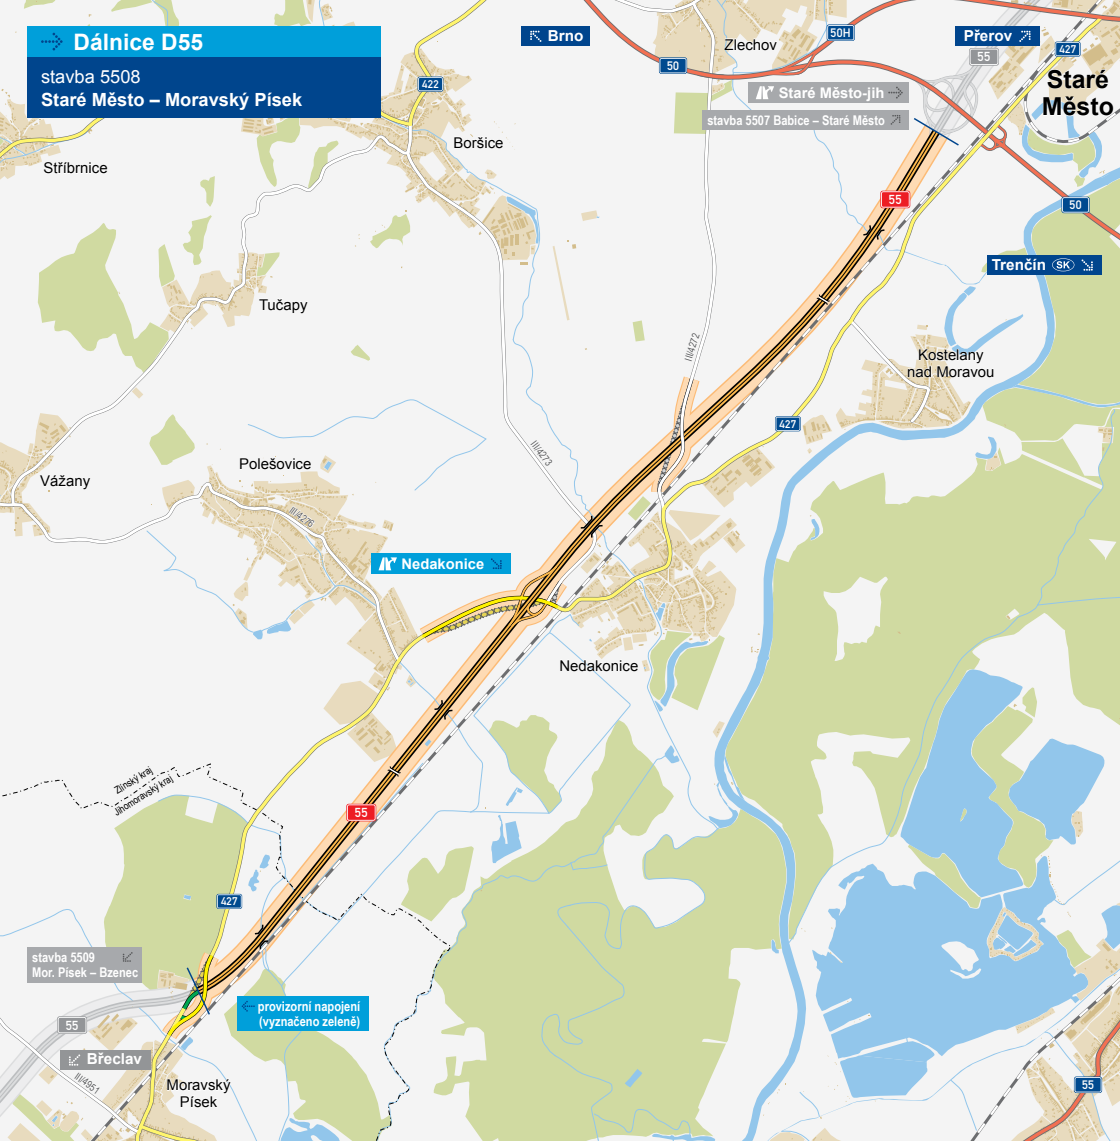 Dálnice D55
stavba 5508
Staré Město – Moravský Písek
Brno
Zlechov
50H
Přerov
427
55
50
Staré
Město
Staré Město-jih
stavba 5507 Babice – Staré Město
422
Boršice
Stříbrnice
55
50
Trenčín SK
Tučapy
III/4272
Kostelany
nad Moravou
427
III/4273
Polešovice
Vážany
III/4276
Nedakonice
Nedakonice
Zlínský kraj
Jihomoravský kraj
55
427
stavba 5509
Mor. Písek – Bzenec
provizorní napojení
(vyznačeno zeleně)
55
Břeclav
III/4951
Moravský
Písek
55